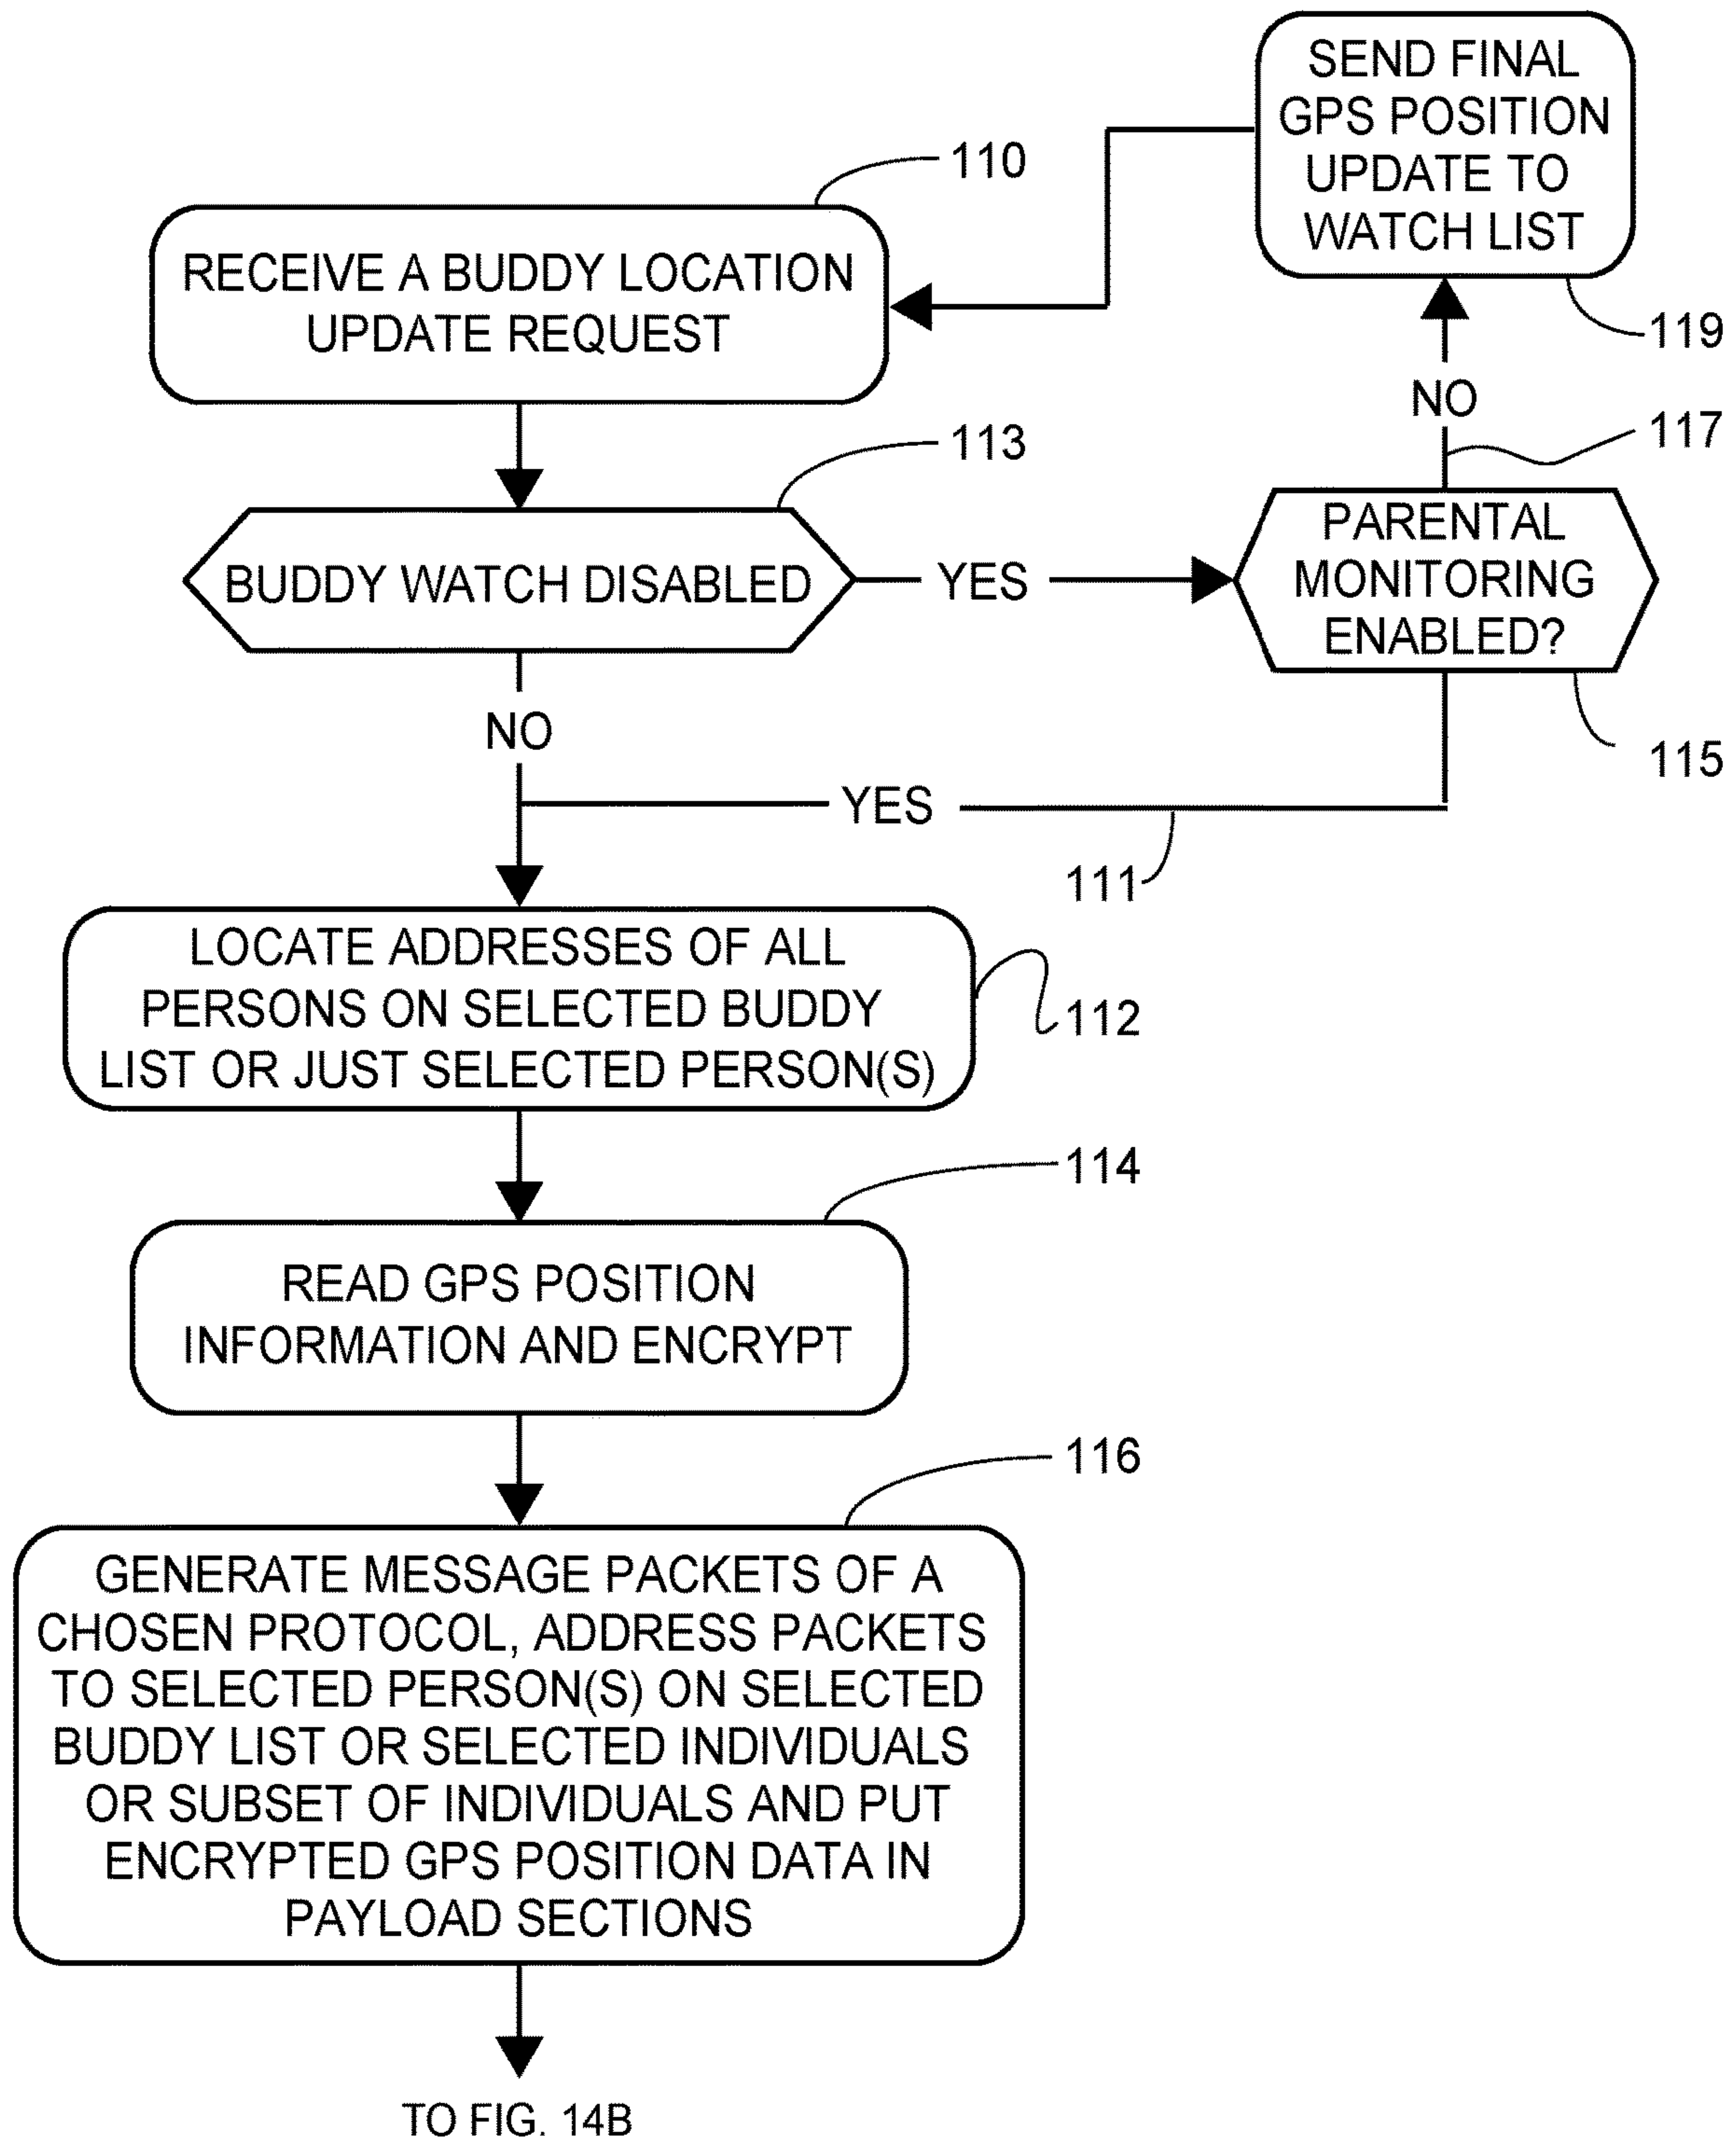 SEND FINAL
GPS POSITION
UPDATE TO
WATCH LIST
119
110
RECEIVE A BUDDY LOCATION
UPDATE REQUEST
NO
117
113
BUDDY WATCH DISABLED
YES
PARENTAL
MONITORING
ENABLED?
115
NO
YES
111
LOCATE ADDRESSES OF ALL
PERSONS ON SELECTED BUDDY
LIST OR JUST SELECTED PERSON(S)
112
114
READ GPS POSITION
INFORMATION AND ENCRYPT
116
GENERATE MESSAGE PACKETS OF A
CHOSEN PROTOCOL, ADDRESS PACKETS
TO SELECTED PERSON(S) ON SELECTED
BUDDY LIST OR SELECTED INDIVIDUALS
OR SUBSET OF INDIVIDUALS AND PUT
ENCRYPTED GPS POSITION DATA IN
PAYLOAD SECTIONS
TO FIG. 14B